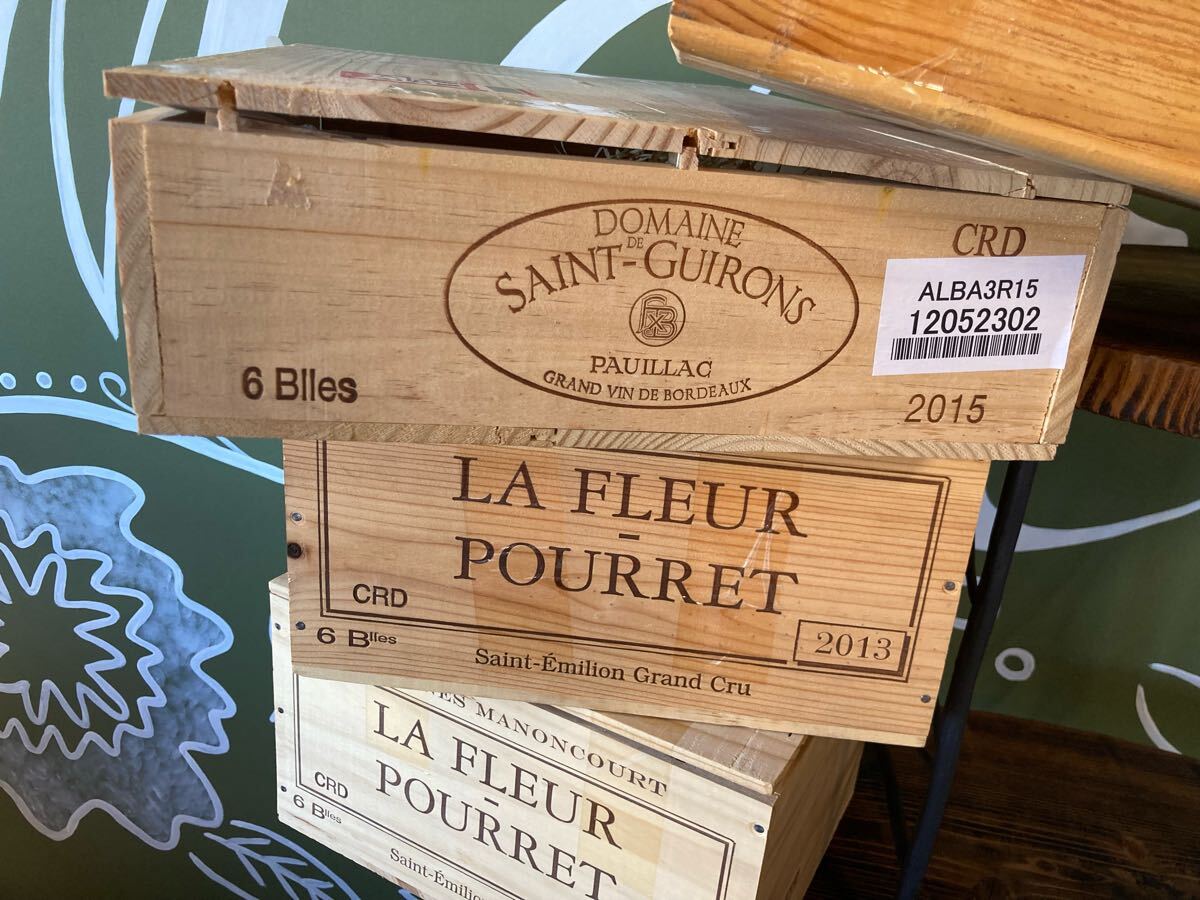 DOMAINE
DE
SAINT-GUIRONS
PAUILLAC
GRAND VIN DE BORDEAUX
6 Blles
CRD
ALBA3R15
12052302
2015
LA FLEUR
-
POURRET
CRD
6 Blles
2013
Saint-Émilion Grand Cru
MANONCOURT
LA FLEUR
-
POURRET
CRD
6 Blles